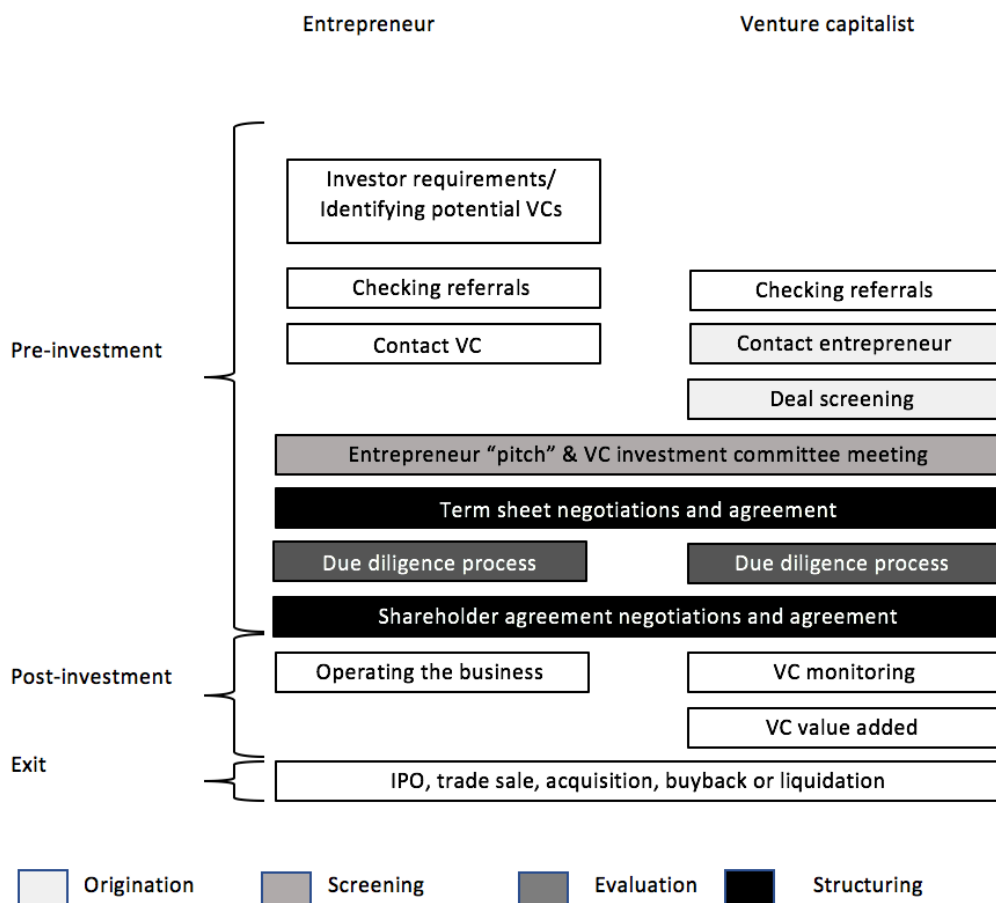 Entrepreneur
Venture capitalist
Investor requirements/
Identifying potential VCs
Checking referrals
Checking referrals
Pre-investment
Contact VC
Contact entrepreneur
Deal screening
Entrepreneur “pitch” & VC investment committee meeting
Term sheet negotiations and agreement
Due diligence process
Due diligence process
Shareholder agreement negotiations and agreement
Post-investment
Operating the business
VC monitoring
VC value added
Exit
IPO, trade sale, acquisition, buyback or liquidation
Origination
Screening
Evaluation
Structuring